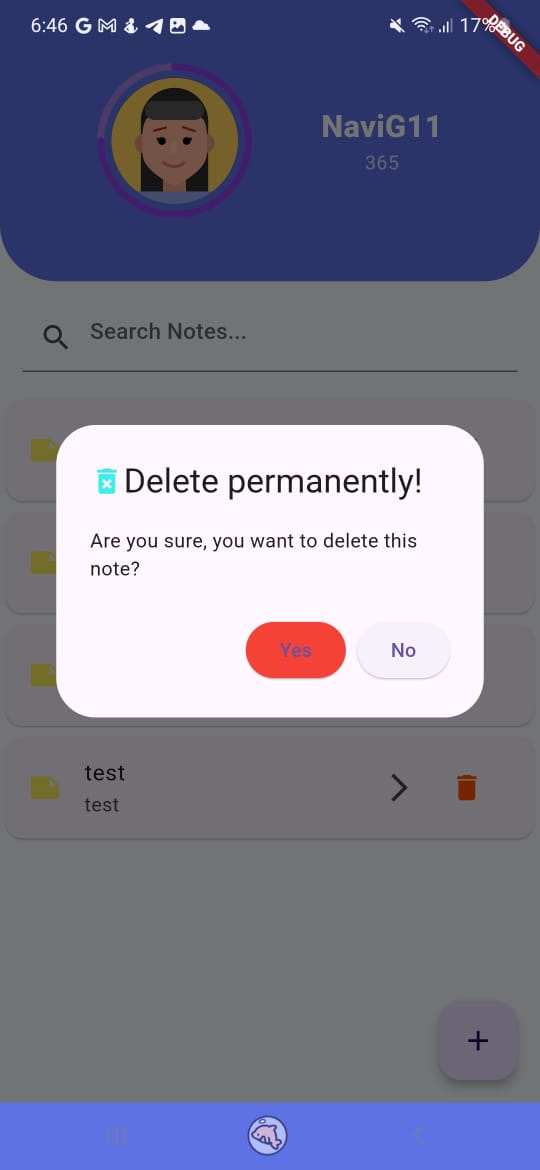 6:46
17%
DEBUG
NaviG11
365
Search Notes...
Delete permanently!
Are you sure, you want to delete this
note?
Yes
No
test
test